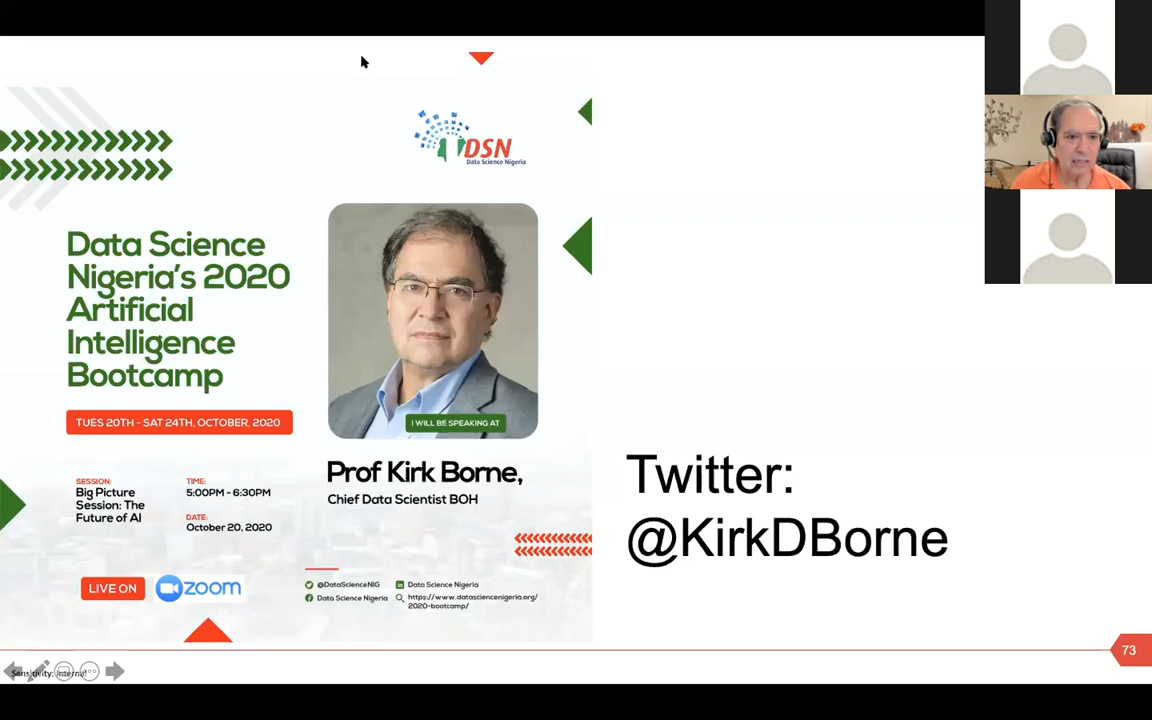 DSN
Data Science Nigeria
Data Science
Nigeria's 2020
Artificial
Intelligence
Bootcamp
TUES 20TH - SAT 24TH, OCTOBER, 2020
I WILL BE SPEAKING AT
Prof Kirk Borne,
Chief Data Scientist BOH
SESSION:
Big Picture
Session: The
Future of AI
TIME:
5:00PM - 6:30PM
DATE:
October 20, 2020
LIVE ON
zoom
@DataScienceNIG
Data Science Nigeria
Data Science Nigeria
https://www.datasciencenigeria.org/
2020-bootcamp/
Twitter:
@KirkDBorne
73
Sensitivity: Internal